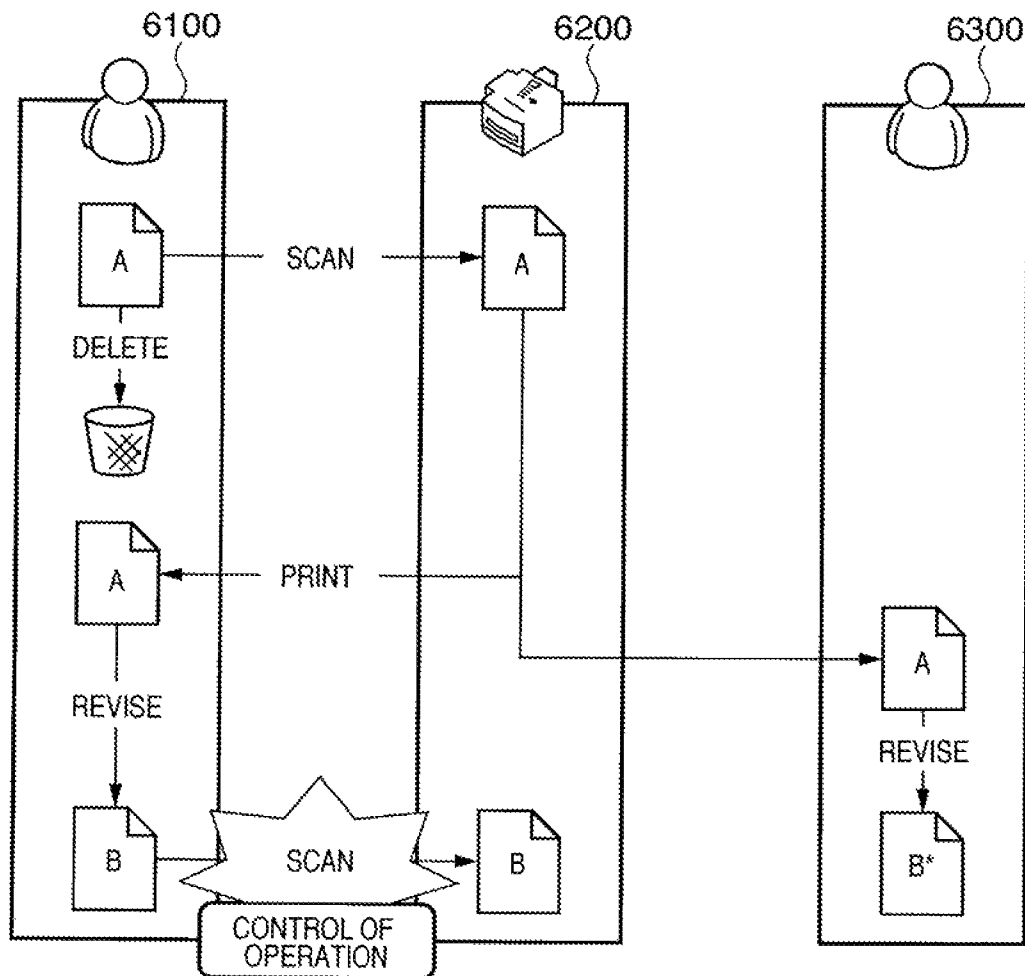 6100
6200
6300
A
SCAN
A
DELETE
A
PRINT
A
REVISE
REVISE
B
SCAN
B
B*
CONTROL OF
OPERATION